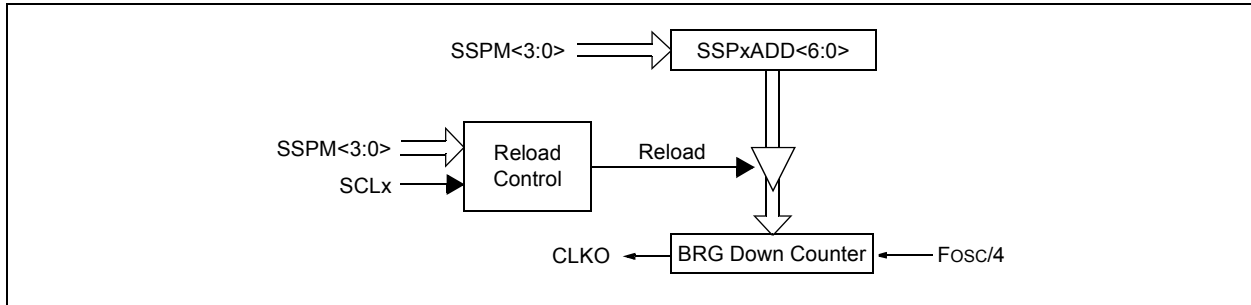 SSPM<3:0>
SSPxADD<6:0>
SSPM<3:0>
SCLx
Reload
Control
Reload
CLKO
BRG Down Counter
FOSC/4